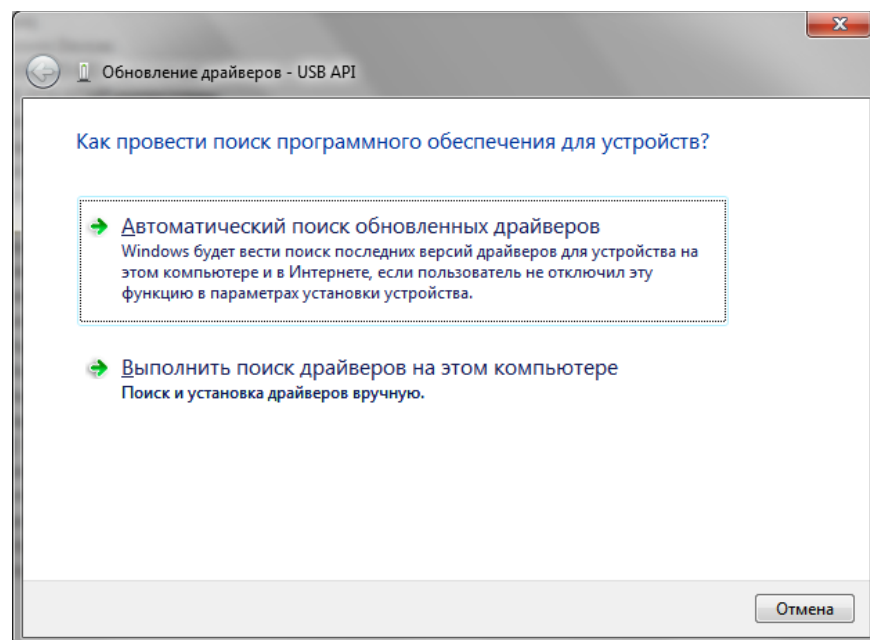 Обновление драйверов - USB API
Как провести поиск программного обеспечения для устройств?
Автоматический поиск обновленных драйверов
Windows будет вести поиск последних версий драйверов для устройства на
этом компьютере и в Интернете, если пользователь не отключил эту
функцию в параметрах установки устройства.
Выполнить поиск драйверов на этом компьютере
Поиск и установка драйверов вручную.
Отмена